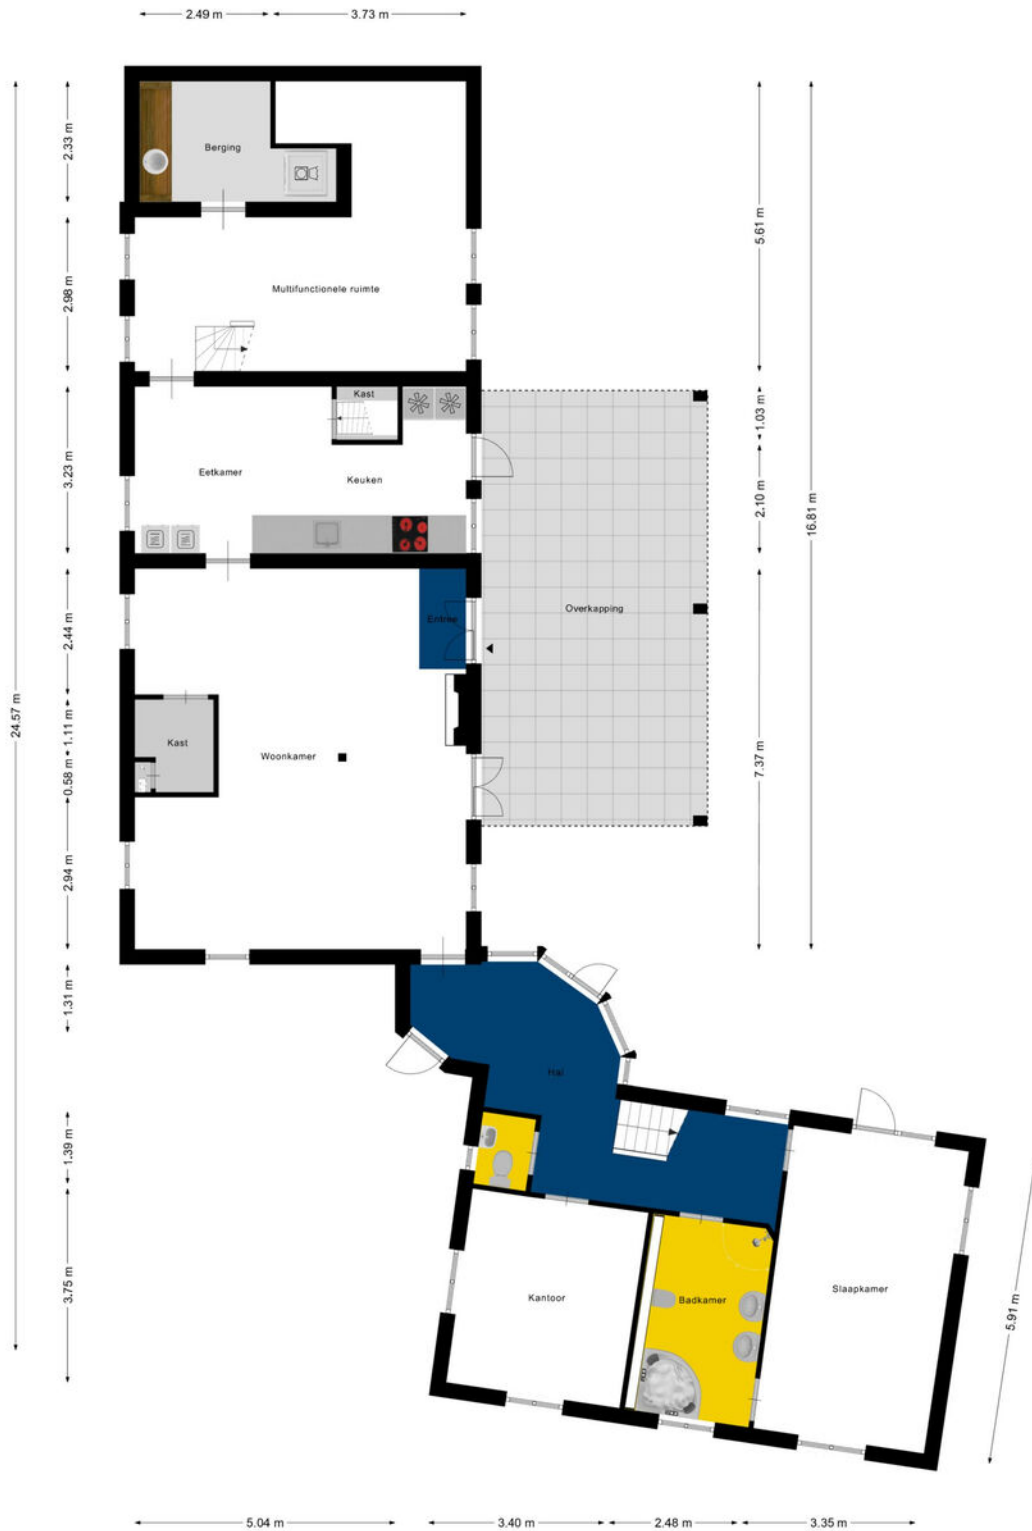 2.49 m
3.73 m
2.33 m
Berging
5.61 m
2.98 m
Multifunctionele ruimte
Kast
1.03 m
3.23 m
Eetkamer
Keuken
2.10 m
16.81 m
2.44 m
Entree
Overkapping
24.57 m
1.11 m
Kast
Woonkamer
7.37 m
0.58 m
2.94 m
1.31 m
Hal
1.39 m
3.75 m
Kantoor
Badkamer
Slaapkamer
5.91 m
5.04 m
3.40 m
2.48 m
3.35 m